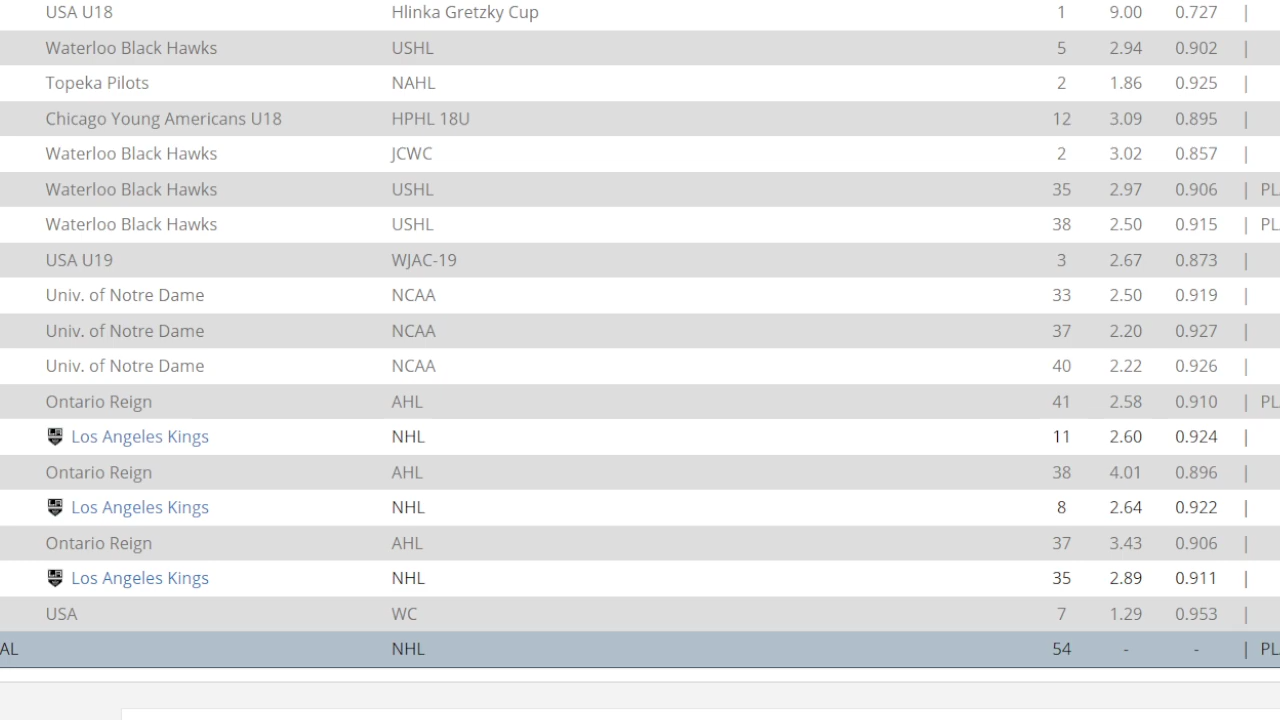 USA U18 Hlinka Gretzky Cup 1 9.00 0.727 |
Waterloo Black Hawks USHL 5 2.94 0.902 |
Topeka Pilots NAHL 2 1.86 0.925 |
Chicago Young Americans U18 HPHL 18U 12 3.09 0.895 |
Waterloo Black Hawks JCWC 2 3.02 0.857 |
Waterloo Black Hawks USHL 35 2.97 0.906 | PL
Waterloo Black Hawks USHL 38 2.50 0.915 | PL
USA U19 WJAC-19 3 2.67 0.873 |
Univ. of Notre Dame NCAA 33 2.50 0.919 |
Univ. of Notre Dame NCAA 37 2.20 0.927 |
Univ. of Notre Dame NCAA 40 2.22 0.926 |
Ontario Reign AHL 41 2.58 0.910 | PL
Los Angeles Kings NHL 11 2.60 0.924 |
Ontario Reign AHL 38 4.01 0.896 |
Los Angeles Kings NHL 8 2.64 0.922 |
Ontario Reign AHL 37 3.43 0.906 |
Los Angeles Kings NHL 35 2.89 0.911 |
USA WC 7 1.29 0.953 |
AL NHL 54 - - | PL